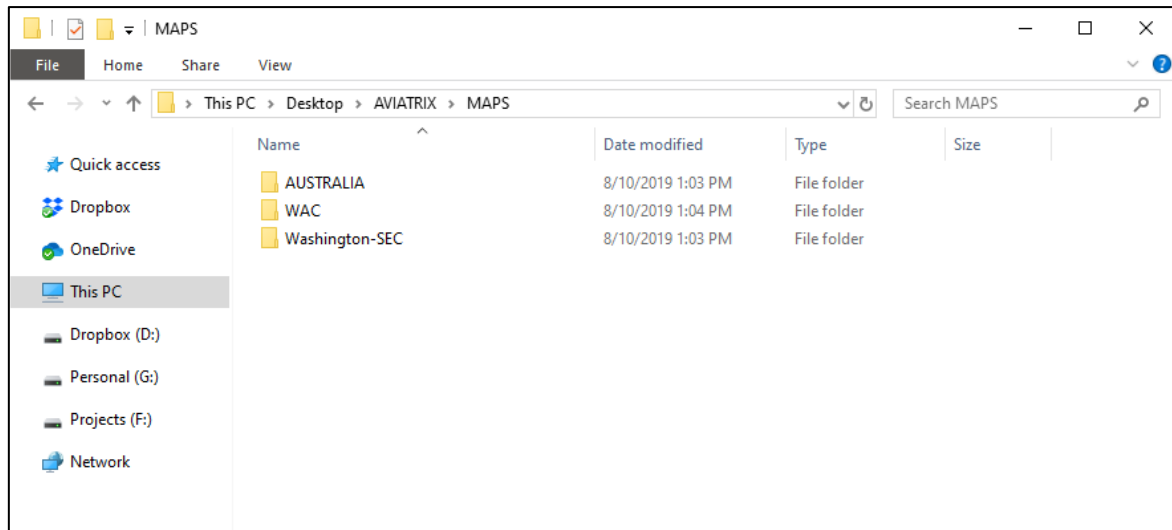 MAPS
File Home Share View
This PC > Desktop > AVIATRIX > MAPS Search MAPS
Name Date modified Type Size
Quick access
AUSTRALIA 8/10/2019 1:03 PM File folder
Dropbox
WAC 8/10/2019 1:04 PM File folder
Washington-SEC 8/10/2019 1:03 PM File folder
OneDrive
This PC
Dropbox (D:)
Personal (G:)
Projects (F:)
Network